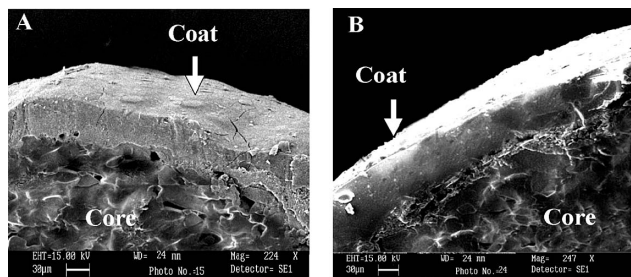 A
Coat
Core
EHT=15.00 kV WD= 24 mm Mag= 224 X
30µm Photo No.=15 Detector= SE1
B
Coat
Core
EHT=15.00 kV WD= 24 mm Mag= 247 X
30µm Photo No.=24 Detector= SE1